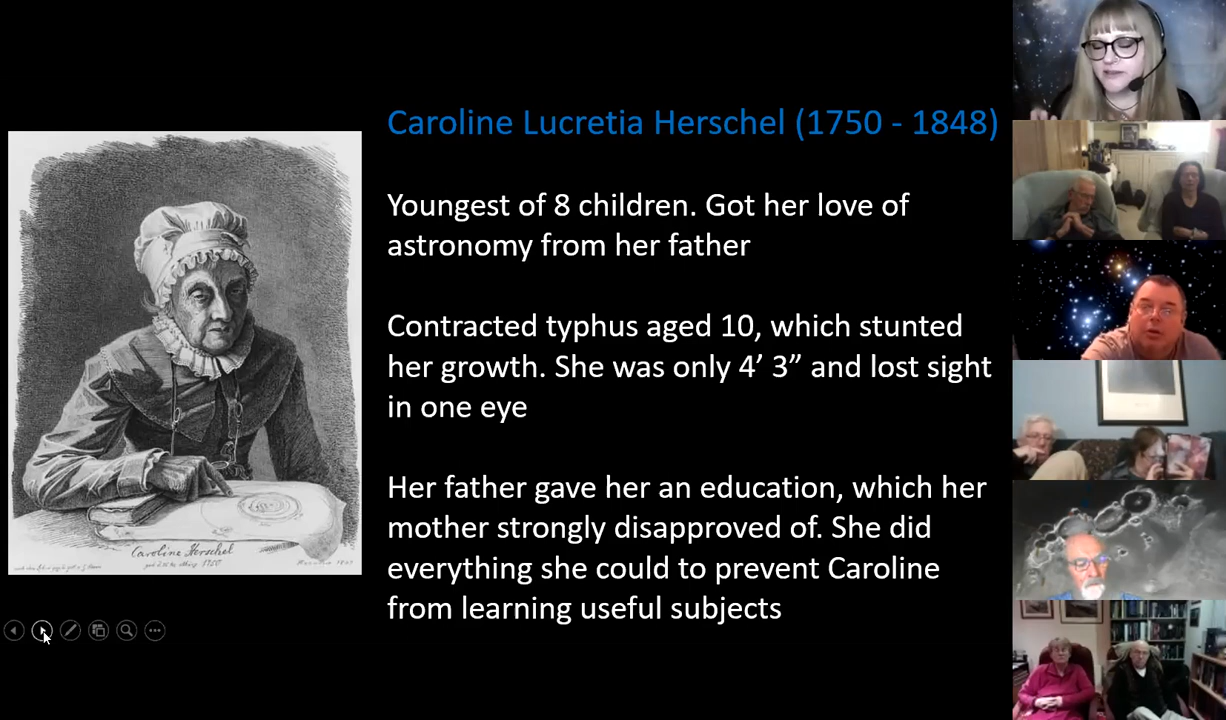 Caroline Lucretia Herschel (1750 - 1848)
Youngest of 8 children. Got her love of
astronomy from her father
Contracted typhus aged 10, which stunted
her growth. She was only 4’ 3” and lost sight
in one eye
Her father gave her an education, which her
mother strongly disapproved of. She did
everything she could to prevent Caroline
from learning useful subjects
Caroline Herschel